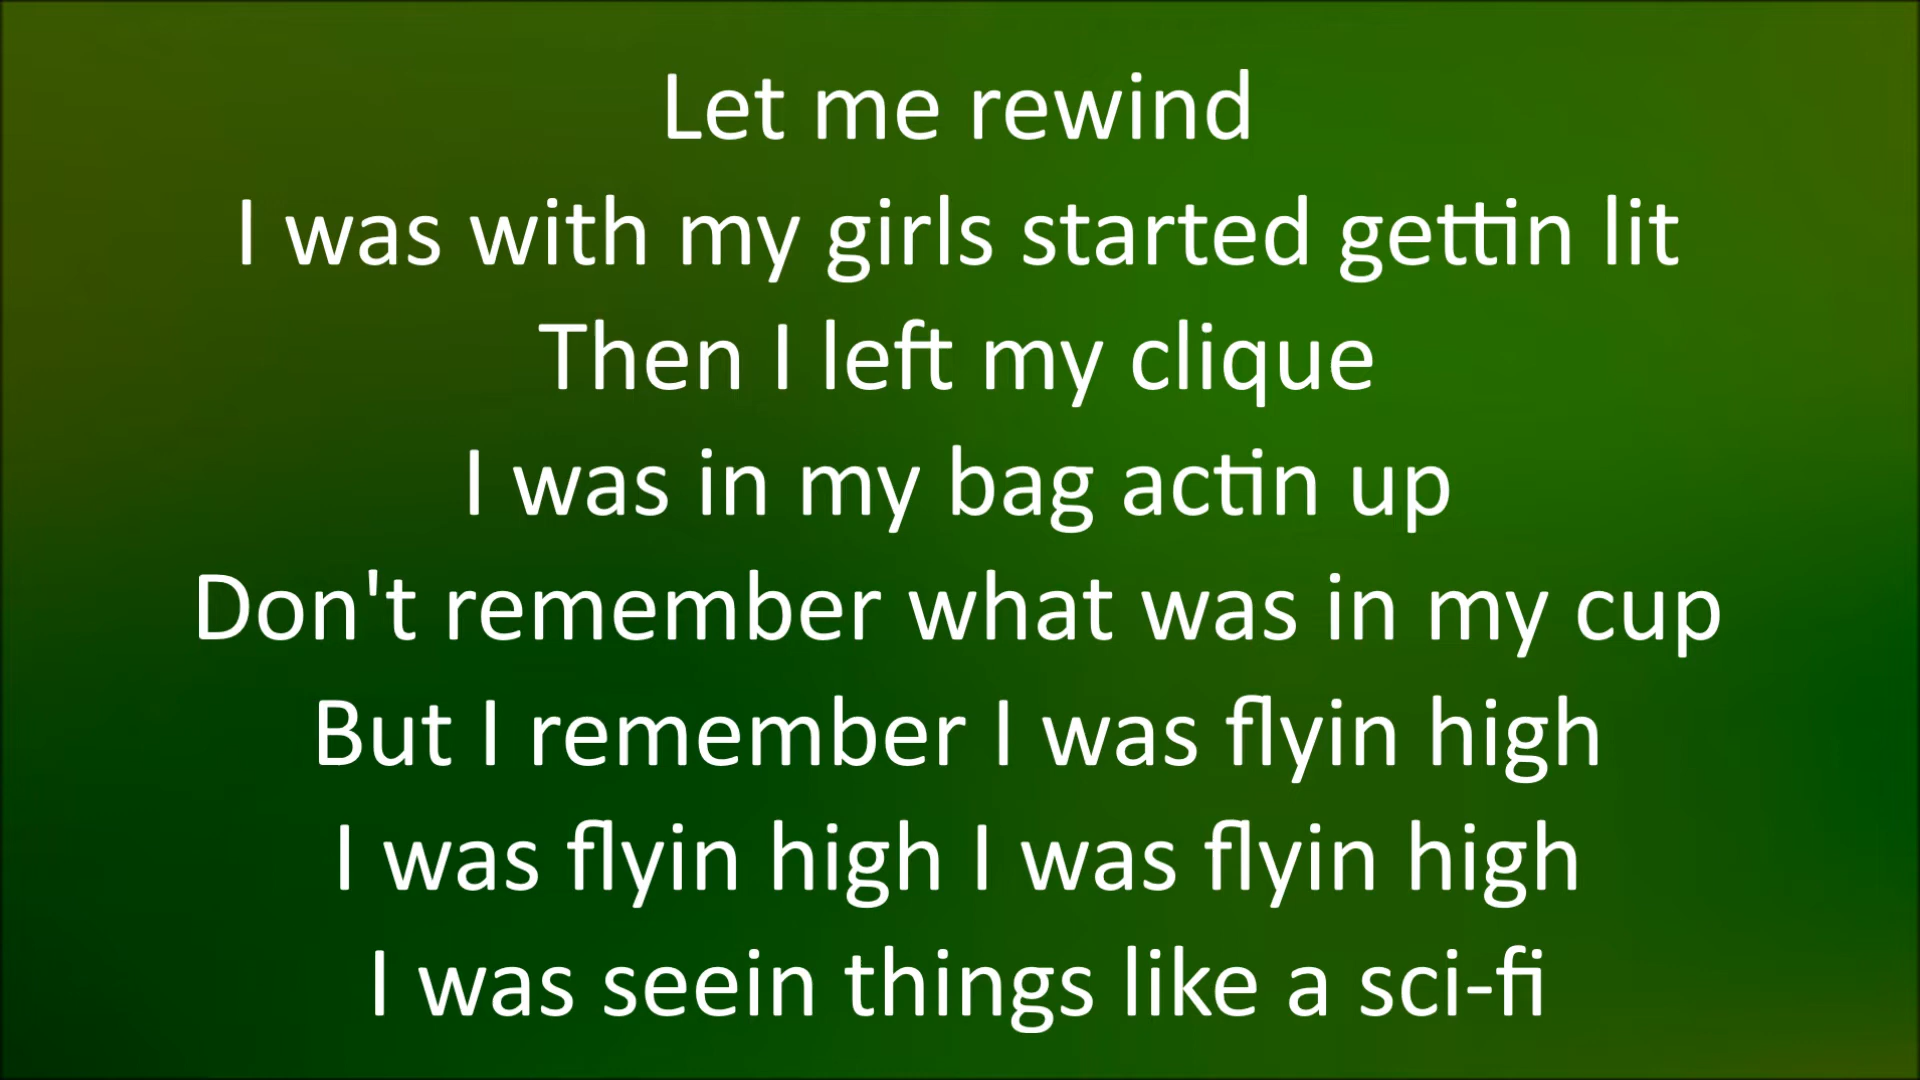 Let me rewind
I was with my girls started gettin lit
Then I left my clique
I was in my bag actin up
Don't remember what was in my cup
But I remember I was flyin high
I was flyin high I was flyin high
I was seein things like a sci-fi